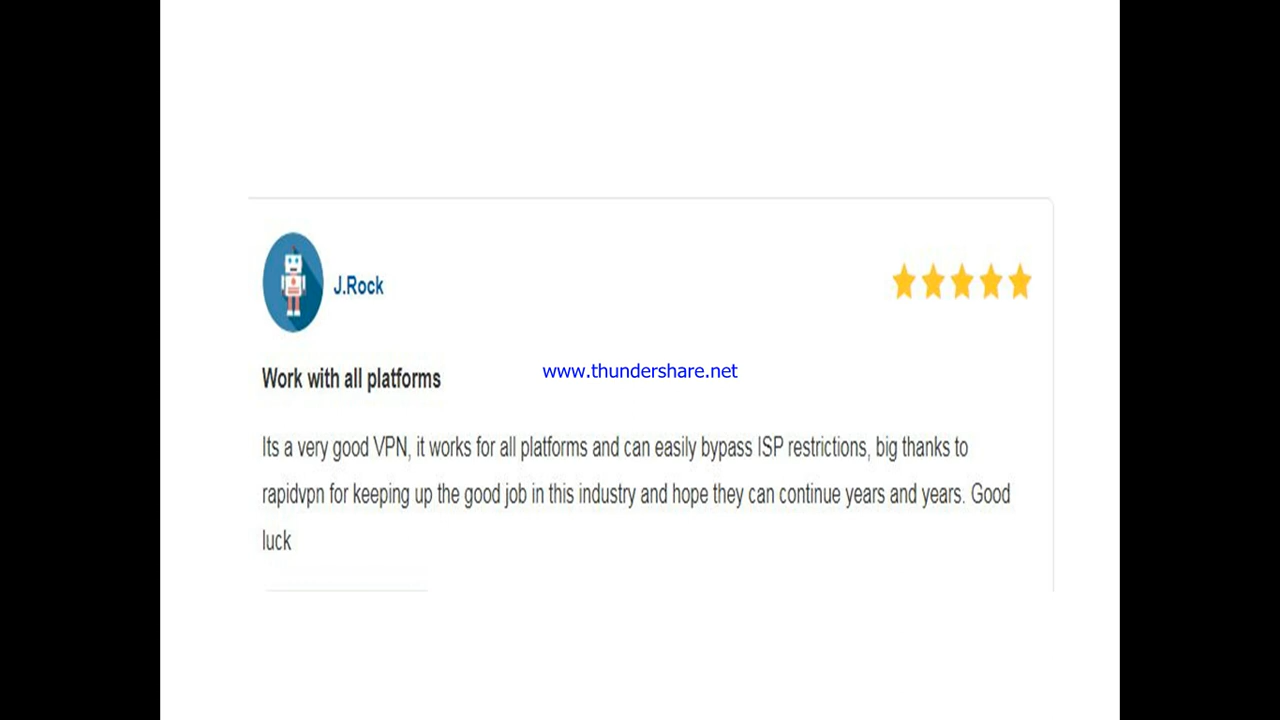 J.Rock
Work with all platforms
www.thundershare.net
Its a very good VPN, it works for all platforms and can easily bypass ISP restrictions, big thanks to
rapidvpn for keeping up the good job in this industry and hope they can continue years and years. Good
luck